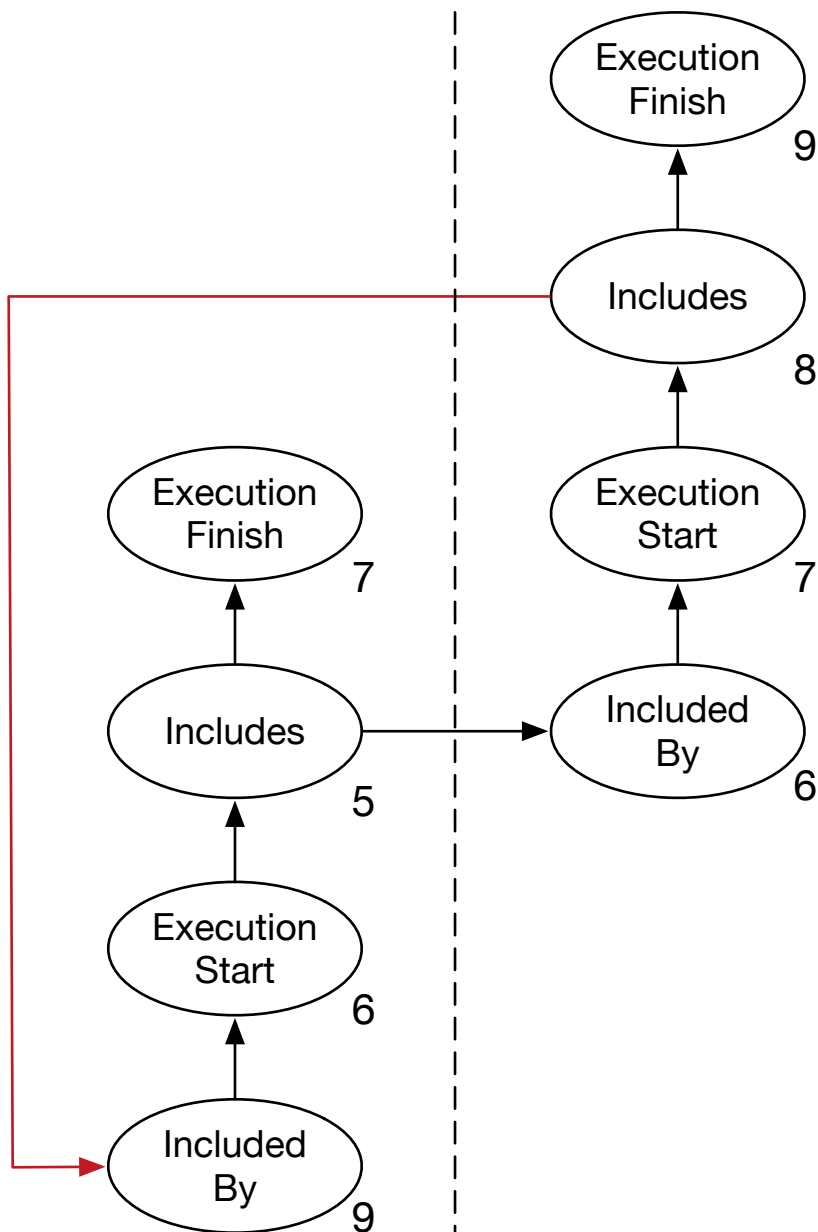 Execution
Finish
9
Includes
8
Execution
Finish
7
Execution
Start
7
Includes
5
Included
By
6
Execution
Start
6
Included
By
9